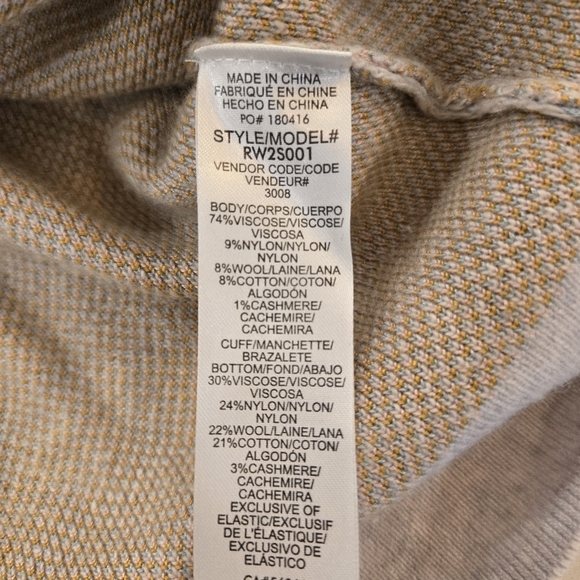 MADE IN CHINA
FABRIQUÉ EN CHINE
HECHO EN CHINA
PO# 180416
STYLE/MODEL#
RW2S001
VENDOR CODE/CODE
VENDEUR#
3008
BODY/CORPS/CUERPO
74%VISCOSE/VISCOSE/
VISCOSA
9%NYLON/NYLON/
NYLON
8%WOOL/LAINE/LANA
8%COTTON/COTON/
ALGODÓN
1%CASHMERE/
CACHEMIRE/
CACHEMIRA
CUFF/MANCHETTE/
BRAZALETE
BOTTOM/FOND/ABAJO
30%VISCOSE/VISCOSE/
VISCOSA
24%NYLON/NYLON/
NYLON
22%WOOL/LAINE/LANA
21%COTTON/COTON/
ALGODÓN
3%CASHMERE/
CACHEMIRE/
CACHEMIRA
EXCLUSIVE OF
ELASTIC/EXCLUSIF
DE L'ÉLASTIQUE/
EXCLUSIVO DE
ELÁSTICO